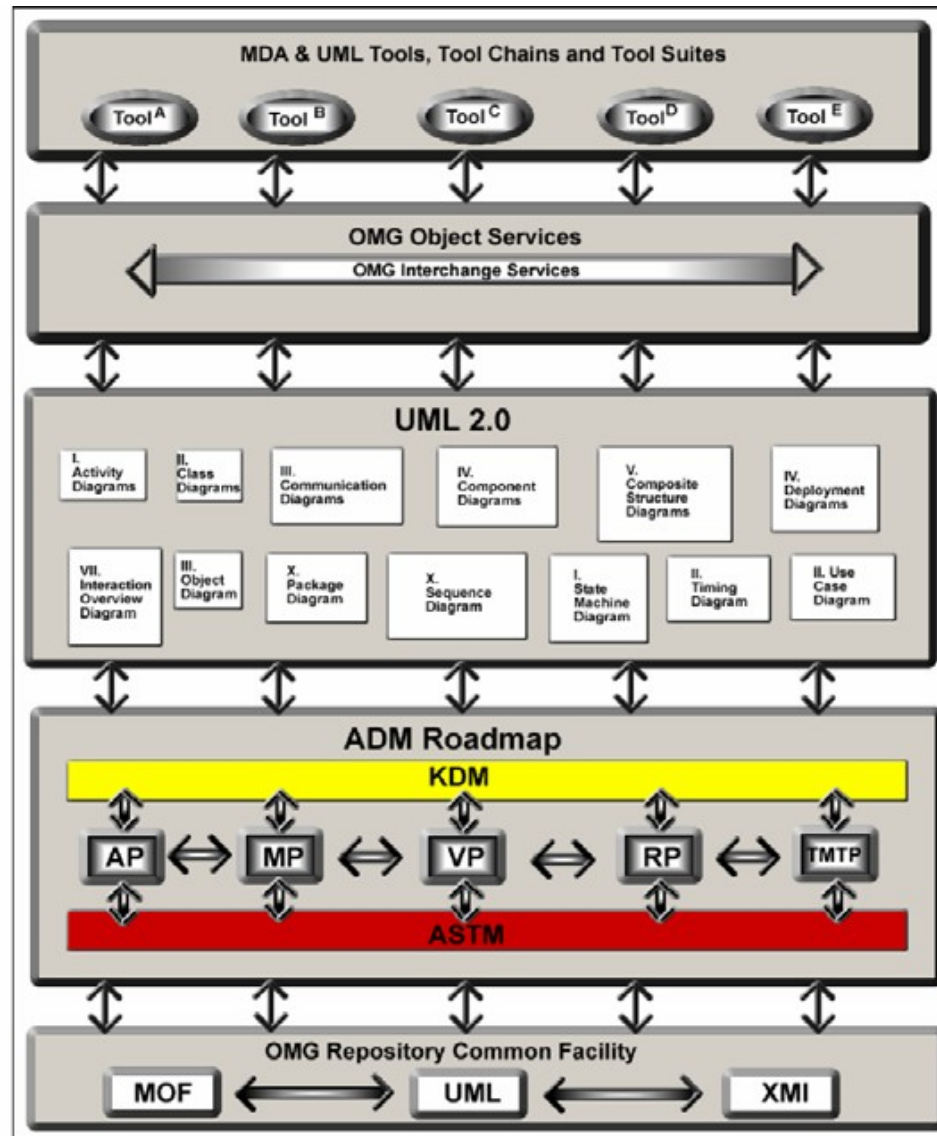 MDA & UML Tools, Tool Chains and Tool Suites
Tool A
Tool B
Tool C
Tool D
Tool E
OMG Object Services
OMG Interchange Services
UML 2.0
I.
Activity
Diagrams
II.
Class
Diagrams
III.
Communication
Diagrams
IV.
Component
Diagrams
V.
Composite
Structure
Diagrams
IV.
Deployment
Diagrams
VII.
Interaction
Overview
Diagram
III.
Object
Diagram
X.
Package
Diagram
X.
Sequence
Diagram
I.
State
Machine
Diagram
II.
Timing
Diagram
II. Use
Case
Diagram
ADM Roadmap
KDM
AP
MP
VP
RP
TMTP
ASTM
OMG Repository Common Facility
MOF
UML
XMI